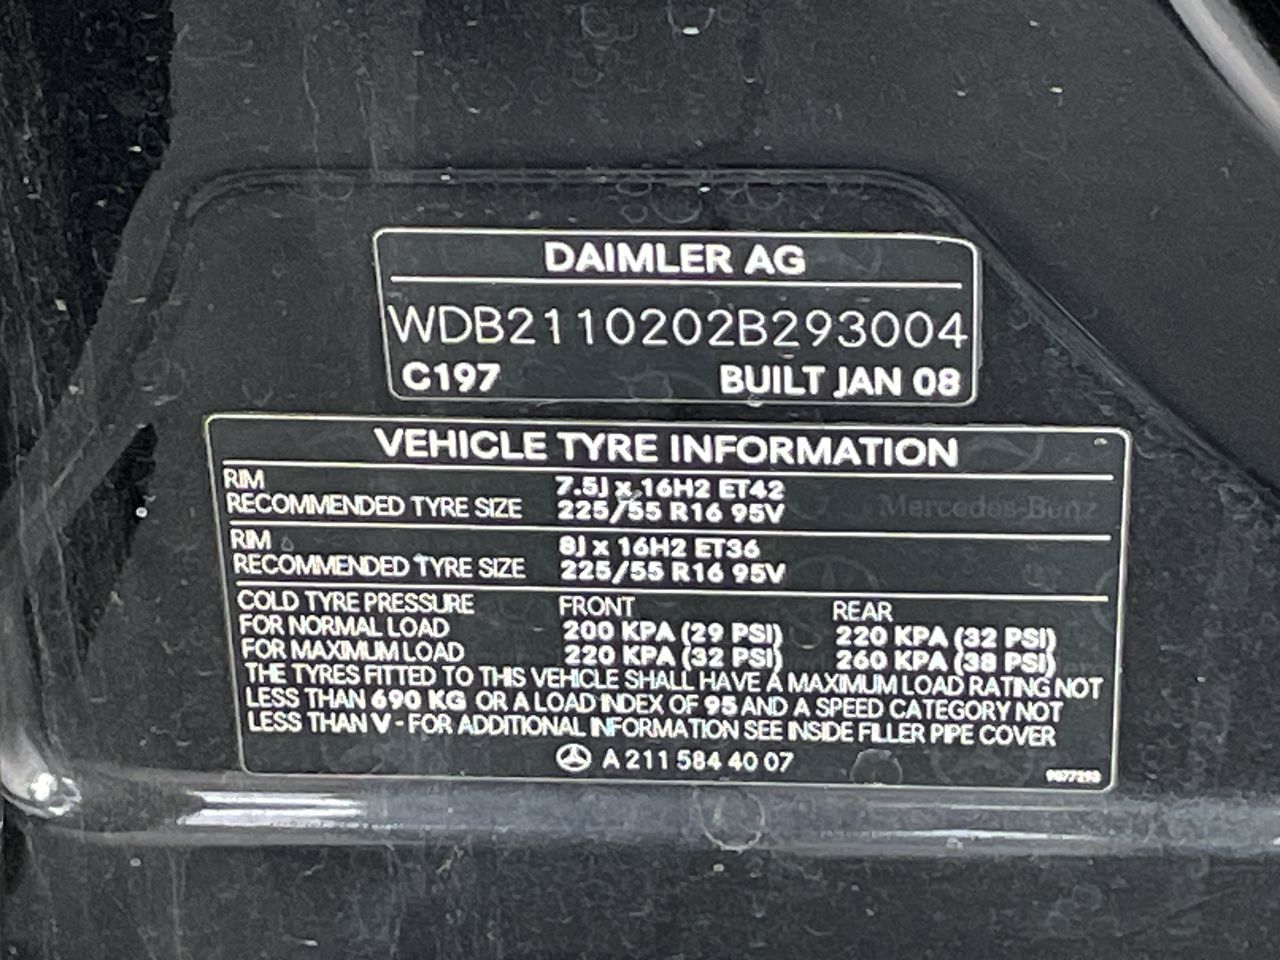 DAIMLER AG
WDB2110202B293004
C197 BUILT JAN 08
VEHICLE TYRE INFORMATION
RIM 7.5J x 16H2 ET42
RECOMMENDED TYRE SIZE 225/55 R16 95V
Mercedes-Benz
RIM 8J x 16H2 ET36
RECOMMENDED TYRE SIZE 225/55 R16 95V
COLD TYRE PRESSURE FRONT REAR
FOR NORMAL LOAD 200 KPA (29 PSI) 220 KPA (32 PSI)
FOR MAXIMUM LOAD 220 KPA (32 PSI) 260 KPA (38 PSI)
THE TYRES FITTED TO THIS VEHICLE SHALL HAVE A MAXIMUM LOAD RATING NOT
LESS THAN 690 KG OR A LOAD INDEX OF 95 AND A SPEED CATEGORY NOT
LESS THAN V - FOR ADDITIONAL INFORMATION SEE INSIDE FILLER PIPE COVER
A 211 584 40 07